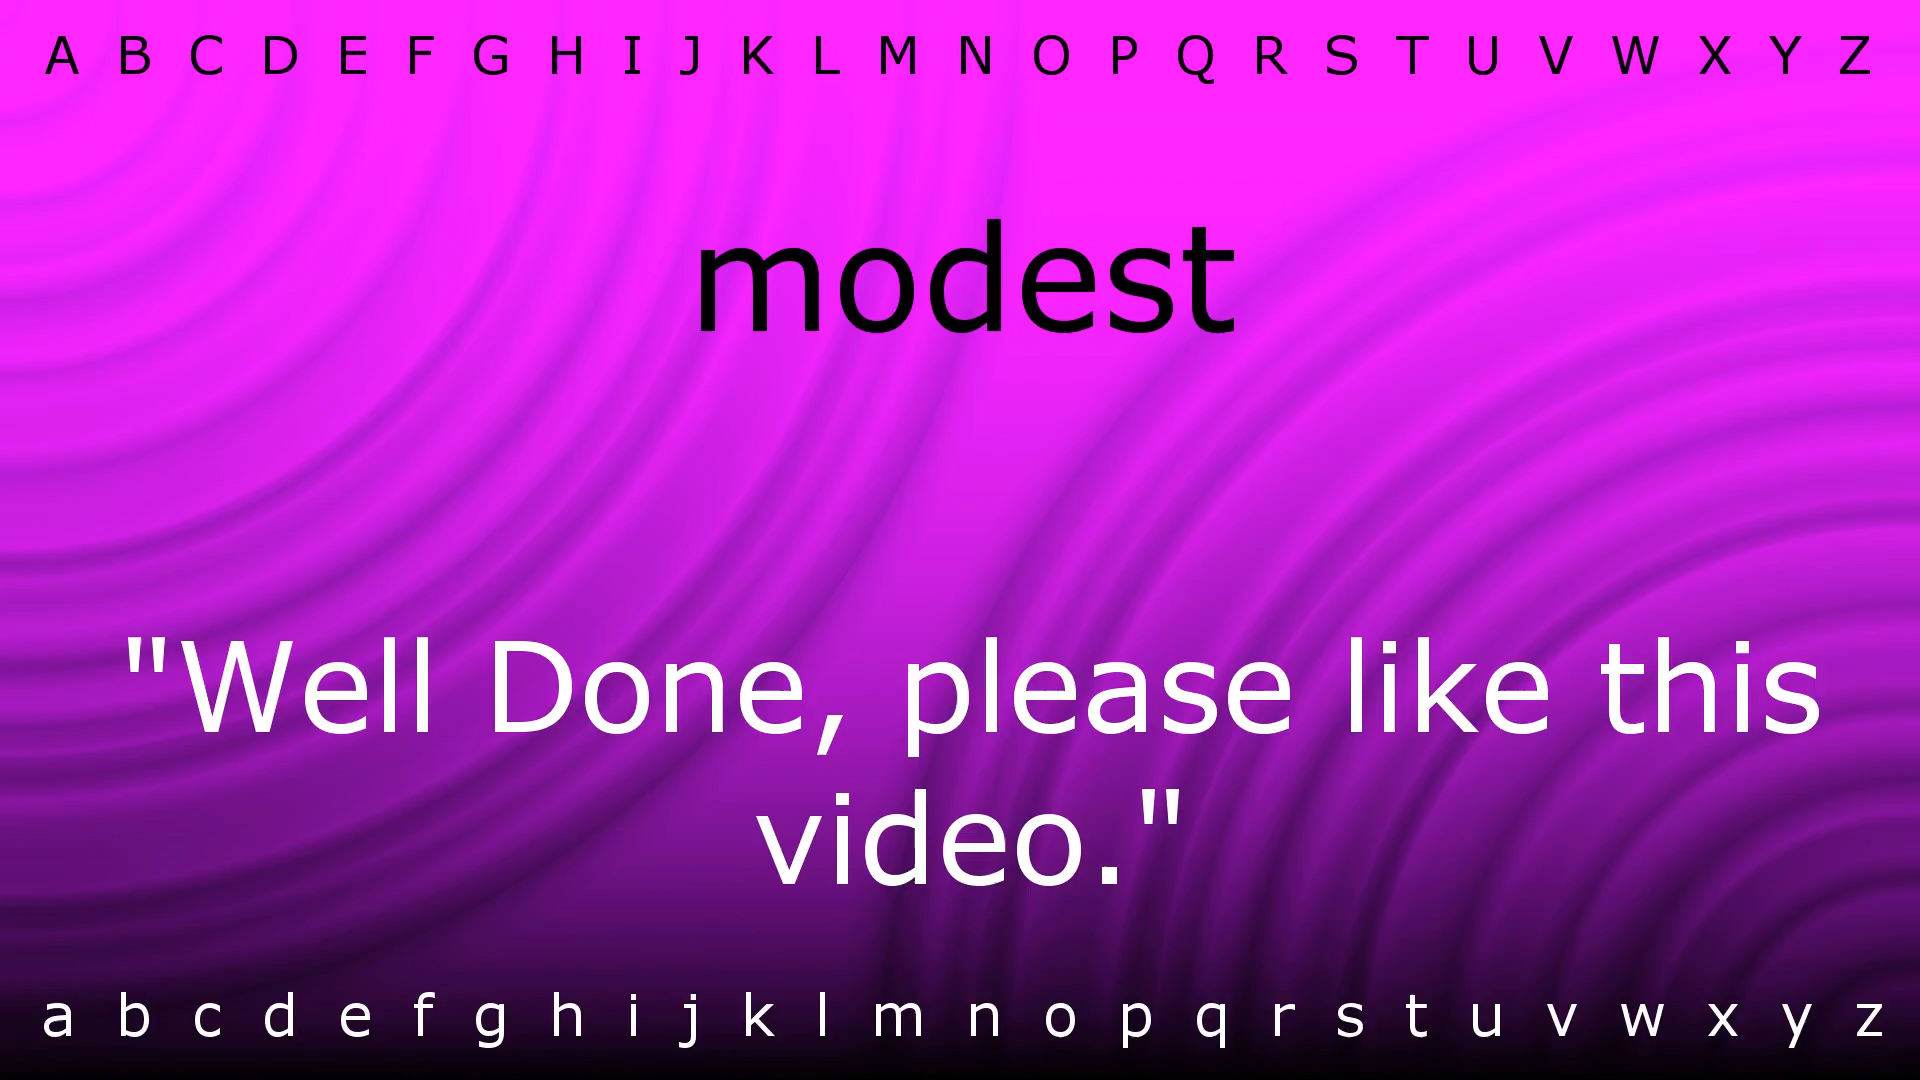 A B C D E F G H I J K L M N O P Q R S T U V W X Y Z
modest
"Well Done, please like this
video."
a b c d e f g h i j k l m n o p q r s t u v w x y z